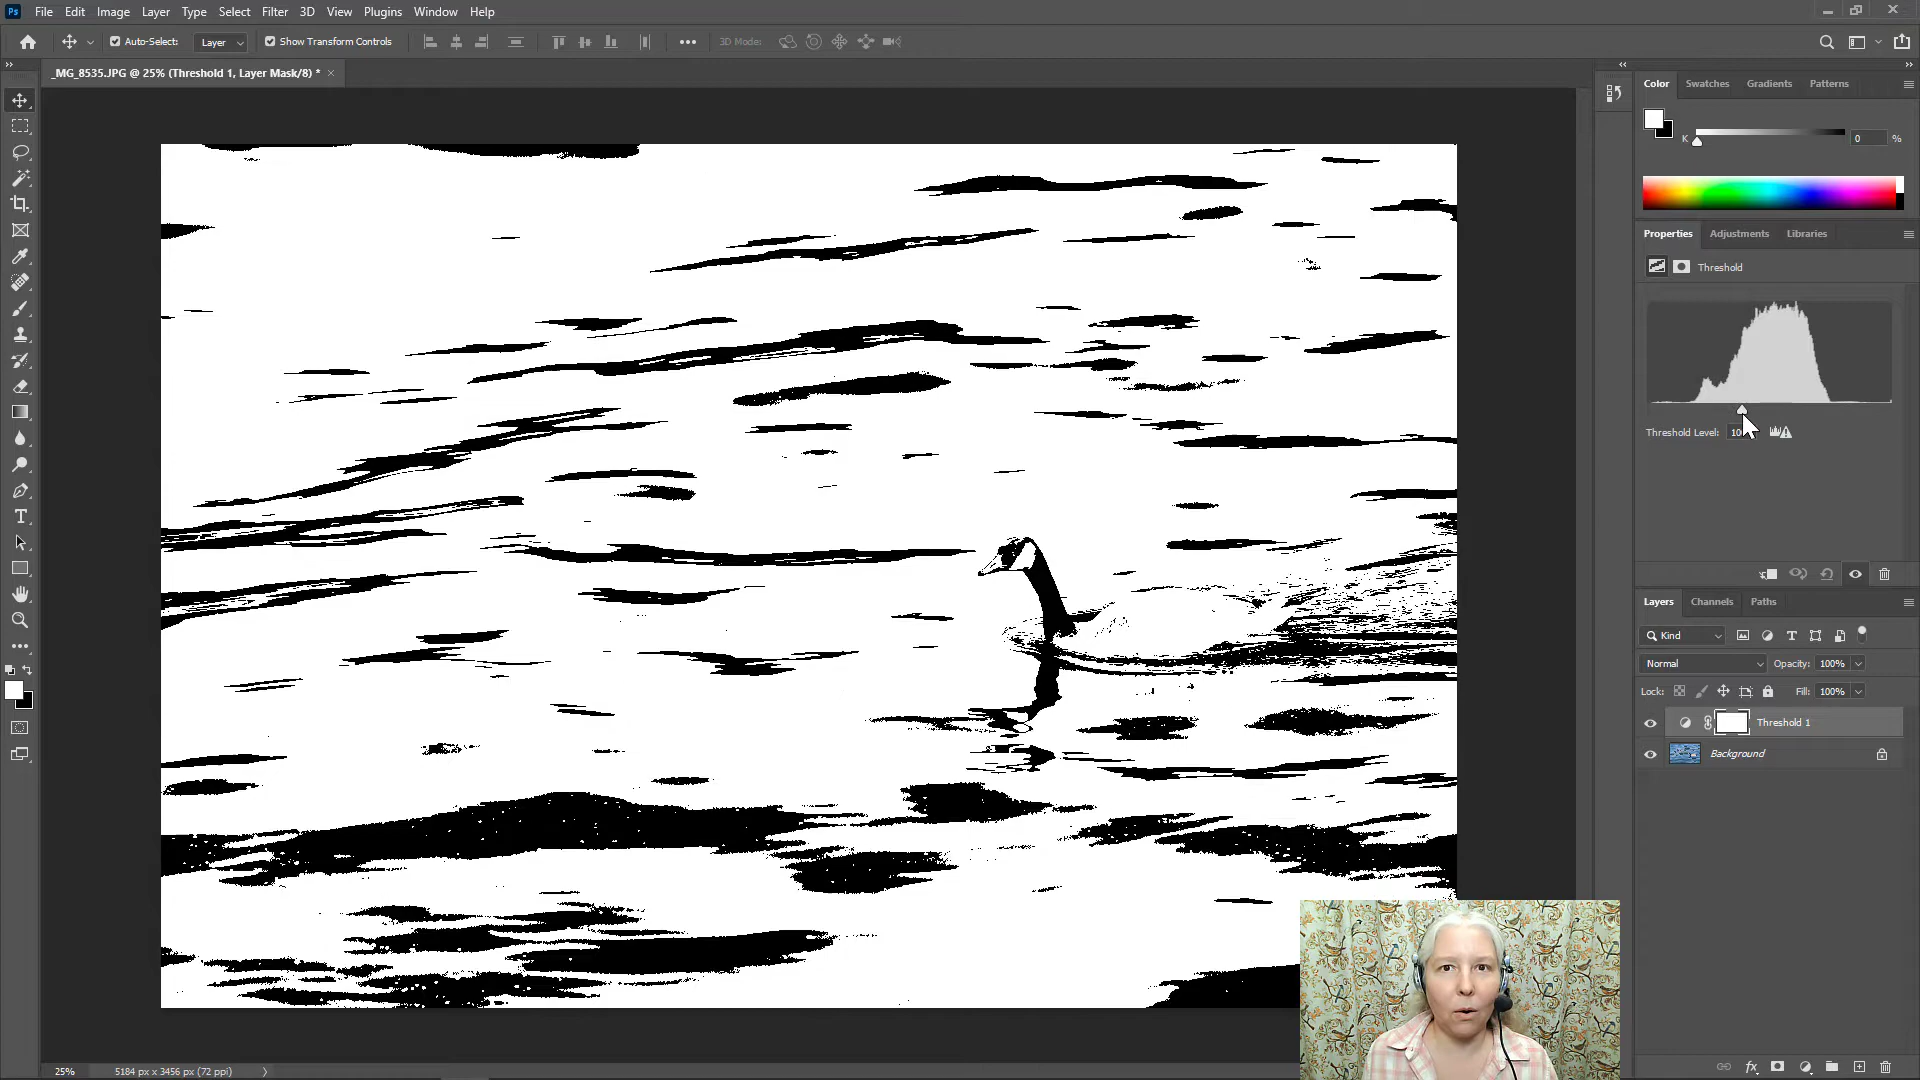 Ps File Edit Image Layer Type Select Filter 3D View Plugins Window Help
Auto-Select: Layer Show Transform Controls 3D Mode:
_MG_8535.JPG @ 25% (Threshold 1, Layer Mask/8) *
Color Swatches Gradients Patterns
K 0 %
Properties Adjustments Libraries
Threshold
Threshold Level:
Layers Channels Paths
Kind
Normal Opacity: 100%
Lock: Fill: 100%
Threshold 1
Background
25% 5184 px x 3456 px (72 ppi)